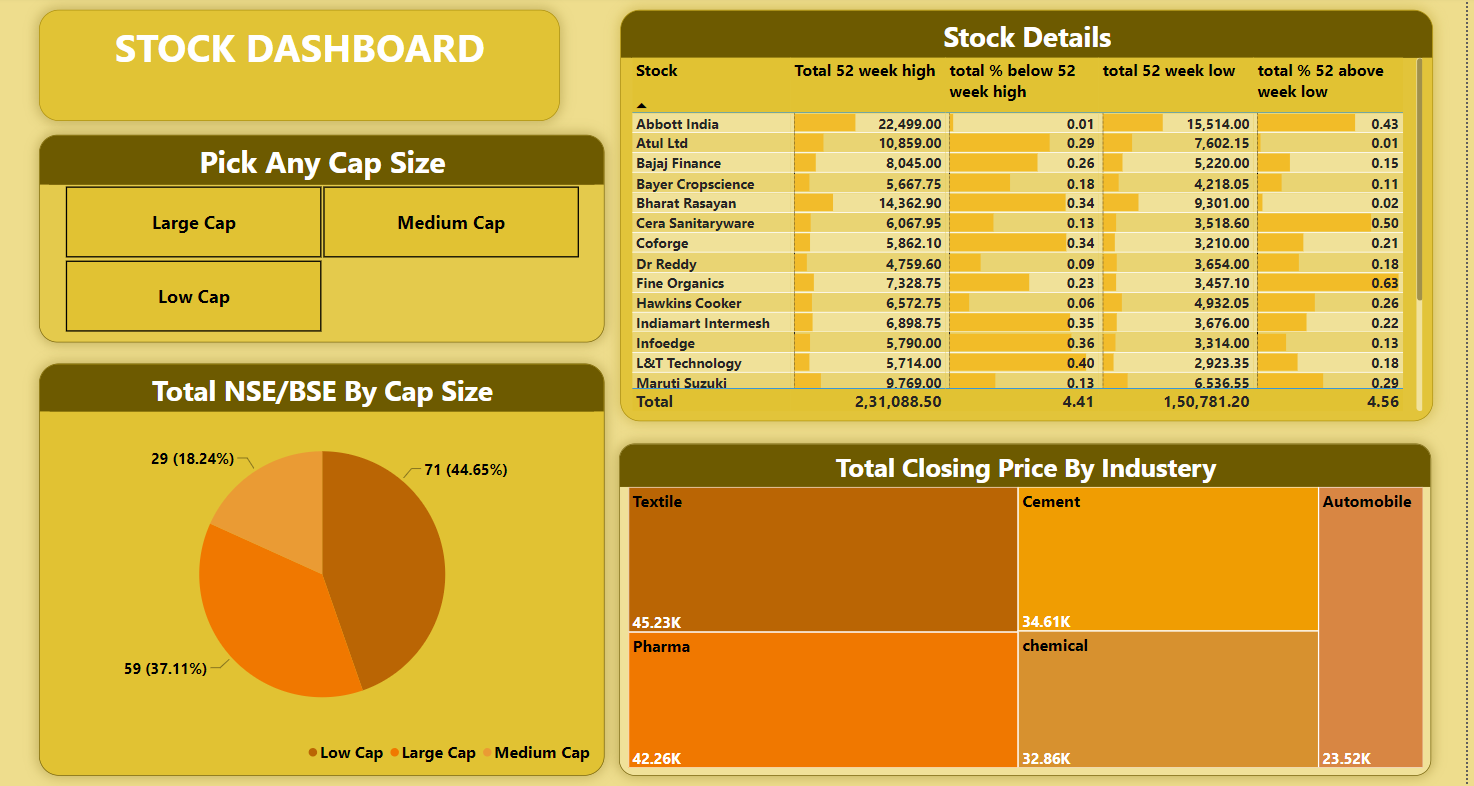 STOCK DASHBOARD
Pick Any Cap Size
Large Cap
Medium Cap
Low Cap
Total NSE/BSE By Cap Size
29 (18.24%)
71 (44.65%)
59 (37.11%)
Low Cap Large Cap Medium Cap
Stock Details
Stock Total 52 week high total % below 52 week high total 52 week low total % 52 above week low
Abbott India 22,499.00 0.01 15,514.00 0.43
Atul Ltd 10,859.00 0.29 7,602.15 0.01
Bajaj Finance 8,045.00 0.26 5,220.00 0.15
Bayer Cropscience 5,667.75 0.18 4,218.05 0.11
Bharat Rasayan 14,362.90 0.34 9,301.00 0.02
Cera Sanitaryware 6,067.95 0.13 3,518.60 0.50
Coforge 5,862.10 0.34 3,210.00 0.21
Dr Reddy 4,759.60 0.09 3,654.00 0.18
Fine Organics 7,328.75 0.23 3,457.10 0.63
Hawkins Cooker 6,572.75 0.06 4,932.05 0.26
Indiamart Intermesh 6,898.75 0.35 3,676.00 0.22
Infoedge 5,790.00 0.36 3,314.00 0.13
L&T Technology 5,714.00 0.40 2,923.35 0.18
Maruti Suzuki 9,769.00 0.13 6,536.55 0.29
Total 2,31,088.50 4.41 1,50,781.20 4.56
Total Closing Price By Industery
Textile
45.23K
Pharma
42.26K
Cement
34.61K
chemical
32.86K
Automobile
23.52K